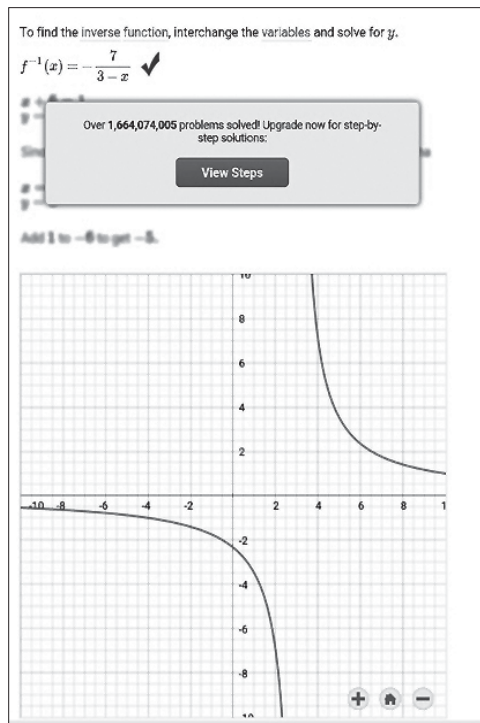 To find the inverse function, interchange the variables and solve for y.
f⁻¹(x) = − 7 / (3 − x) ✔
Over 1,664,074,005 problems solved! Upgrade now for step-by-
step solutions:
View Steps
Add 1 to −6 to get −5.
10
8
6
4
2
-10 -8 -6 -4 -2 2 4 6 8 1
-2
-4
-6
-8
+ −